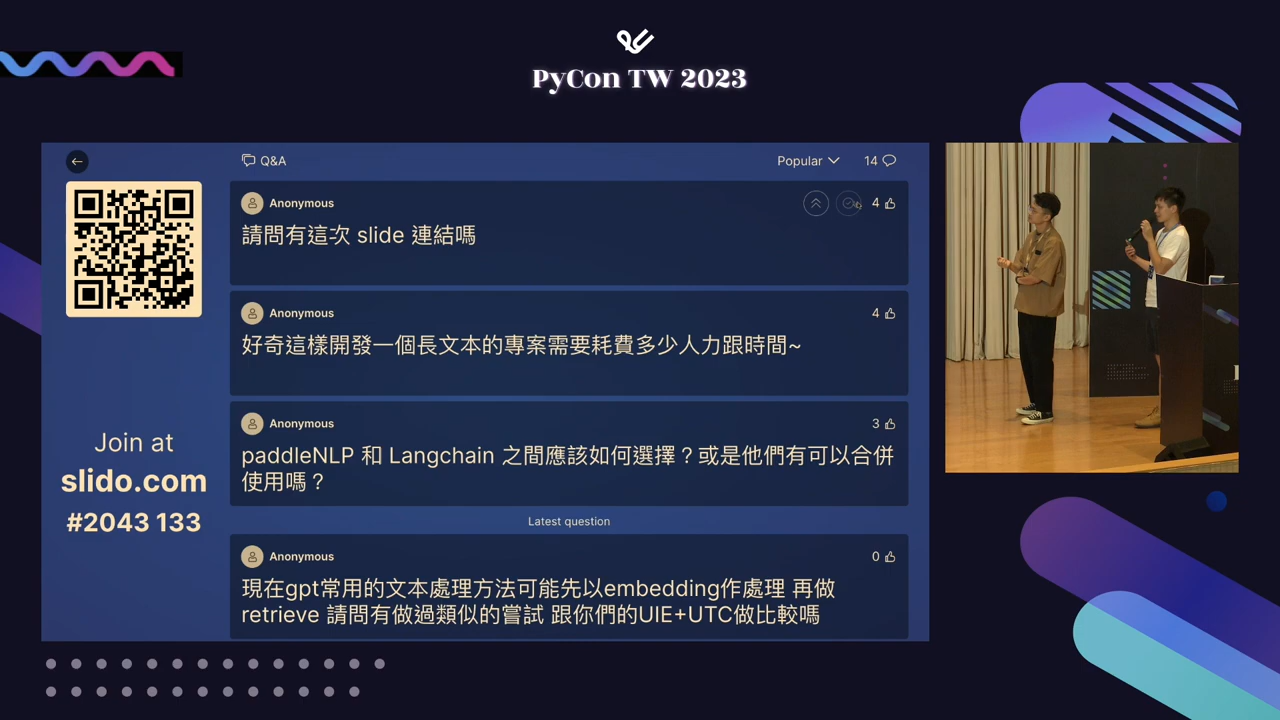 PyCon TW 2023
Q&A
Popular
14
Anonymous
4
請問有這次 slide 連結嗎
Anonymous
4
好奇這樣開發一個長文本的專案需要耗費多少人力跟時間~
Anonymous
3
paddleNLP 和 Langchain 之間應該如何選擇？或是他們有可以合併
使用嗎？
Latest question
Anonymous
0
現在gpt常用的文本處理方法可能先以embedding作處理 再做
retrieve 請問有做過類似的嘗試 跟你們的UIE+UTC做比較嗎
Join at
slido.com
#2043 133